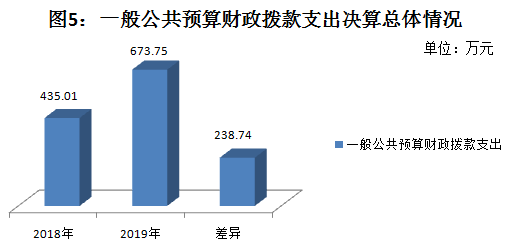 图5：一般公共预算财政拨款支出决算总体情况
单位：万元
673.75
435.01
238.74
一般公共预算财政拨款支出
2018年
2019年
差异